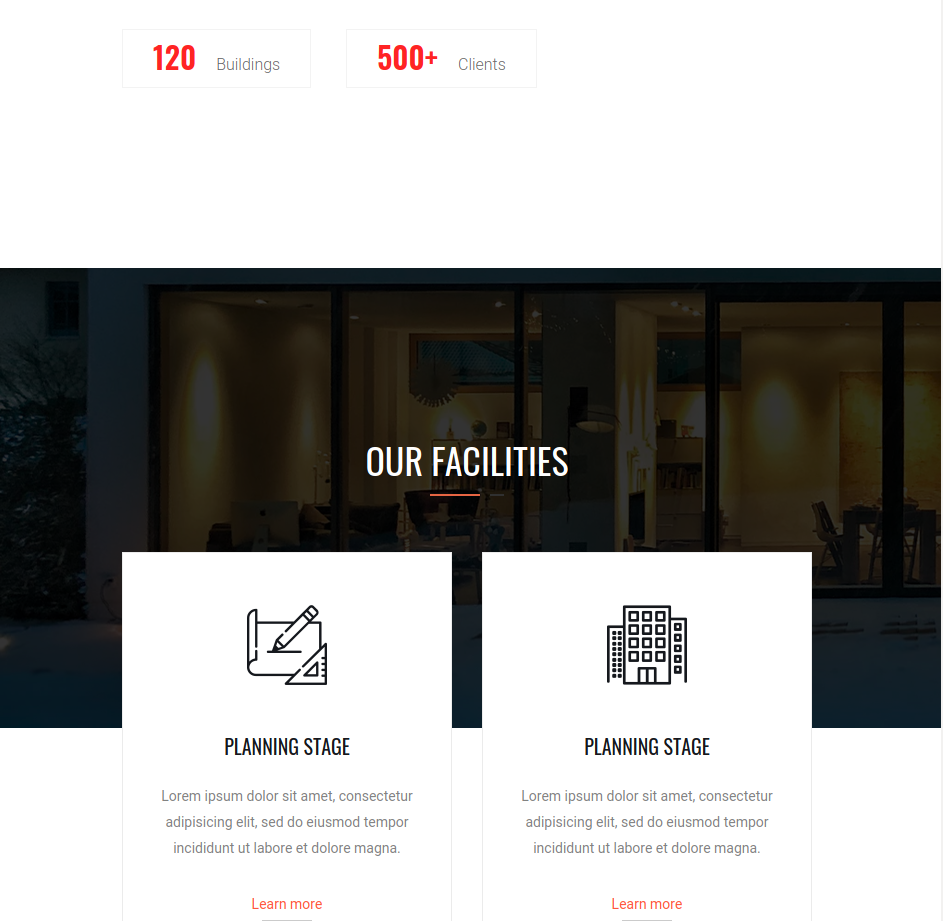 120 Buildings 500+ Clients
OUR FACILITIES
PLANNING STAGE
Lorem ipsum dolor sit amet, consectetur
adipisicing elit, sed do eiusmod tempor
incididunt ut labore et dolore magna.
Learn more
PLANNING STAGE
Lorem ipsum dolor sit amet, consectetur
adipisicing elit, sed do eiusmod tempor
incididunt ut labore et dolore magna.
Learn more